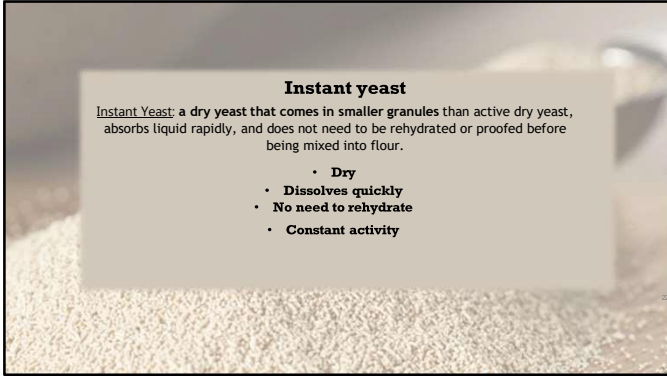 Instant yeast
Instant Yeast: a dry yeast that comes in smaller granules than active dry yeast,
absorbs liquid rapidly, and does not need to be rehydrated or proofed before
being mixed into flour.
• Dry
• Dissolves quickly
• No need to rehydrate
• Constant activity